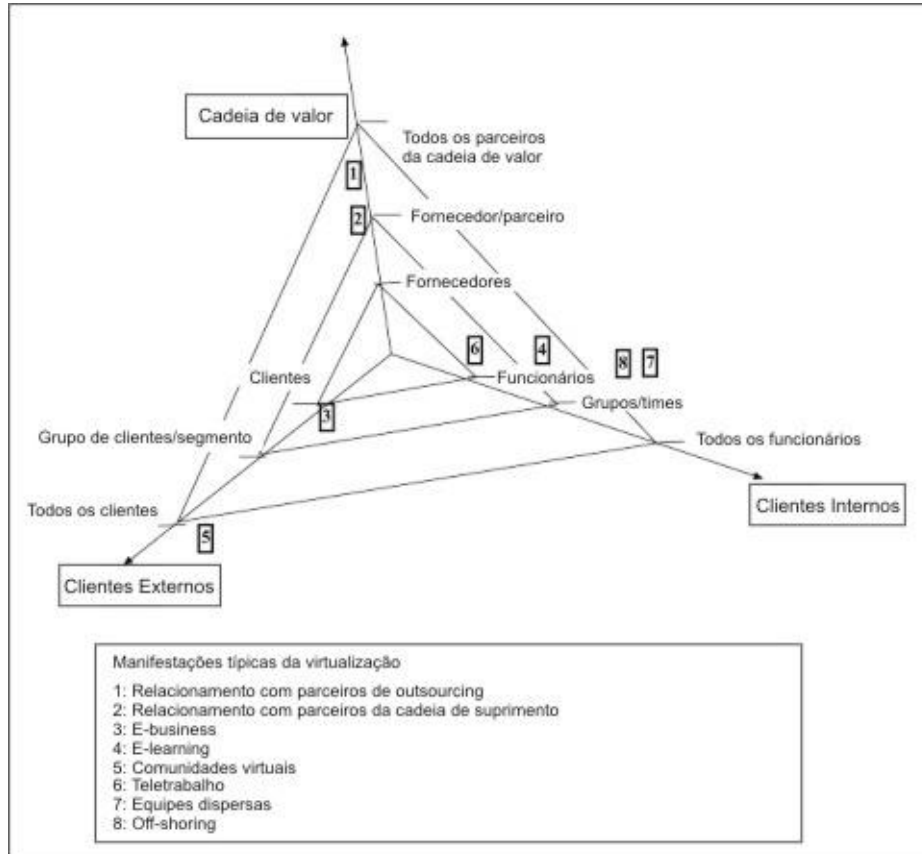 Cadeia de valor
Todos os parceiros
da cadeia de valor
1
2
Fornecedor/parceiro
Fornecedores
6
4
8
7
Clientes
Funcionários
3
Grupos/times
Grupo de clientes/segmento
Todos os funcionários
Todos os clientes
5
Clientes Internos
Clientes Externos
Manifestações típicas da virtualização
1: Relacionamento com parceiros de outsourcing
2: Relacionamento com parceiros da cadeia de suprimento
3: E-business
4: E-learning
5: Comunidades virtuais
6: Teletrabalho
7: Equipes dispersas
8: Off-shoring